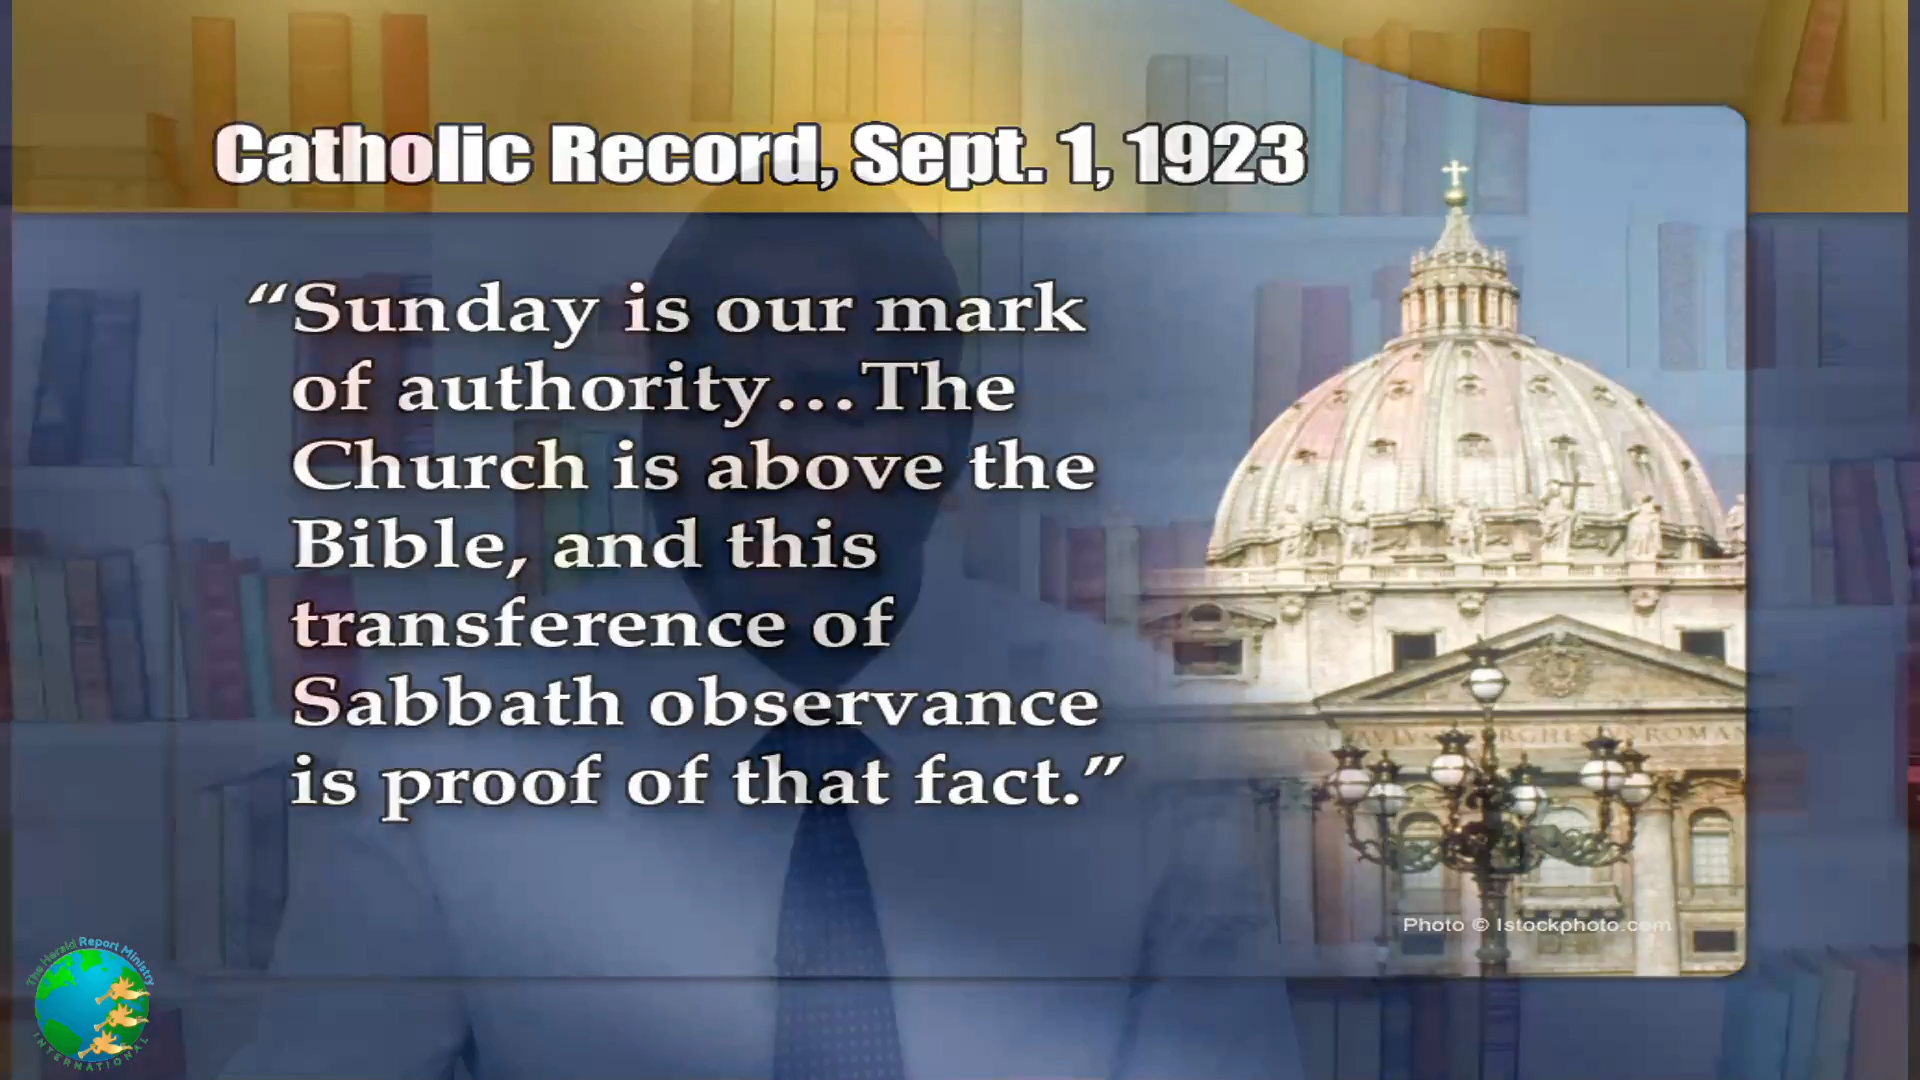 Catholic Record, Sept. 1, 1923
“Sunday is our mark
of authority...The
Church is above the
Bible, and this
transference of
Sabbath observance
is proof of that fact.”
ROMAN
Photo © Istockphoto.com
The Herald Report Ministry
INTERNATIONAL